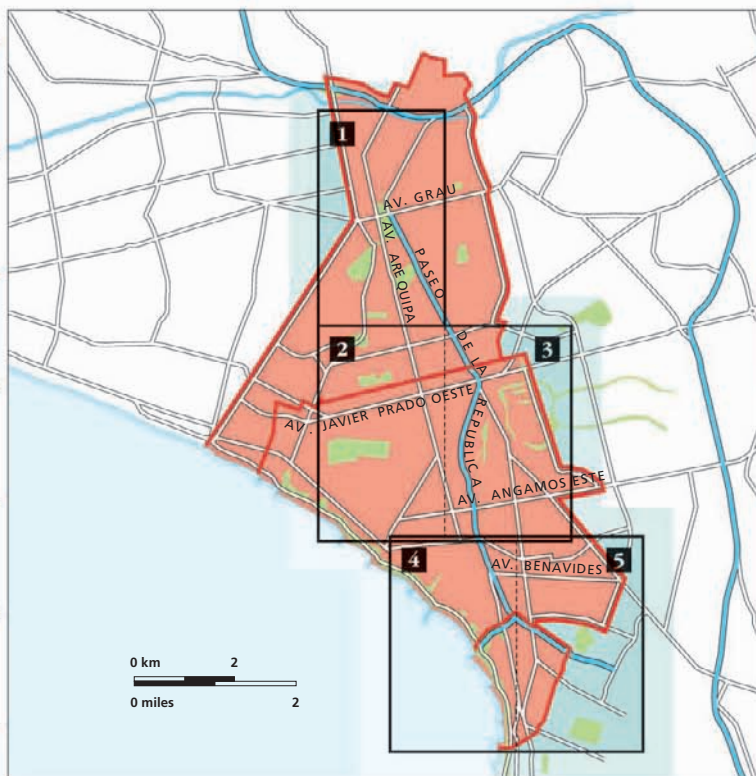 1
AV. GRAU
AV. AREQUIPA
PASEO DE LA REPUBLICA
2
3
AV. JAVIER PRADO OESTE
AV. ANGAMOS ESTE
4
5
AV. BENAVIDES
0 km 2
0 miles 2